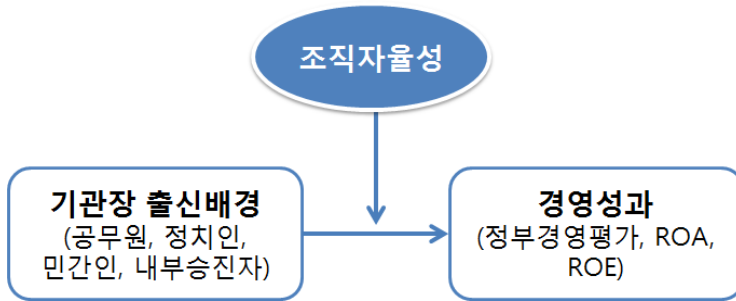 조직자율성
기관장 출신배경
(공무원, 정치인,
민간인, 내부승진자)
경영성과
(정부경영평가, ROA,
ROE)